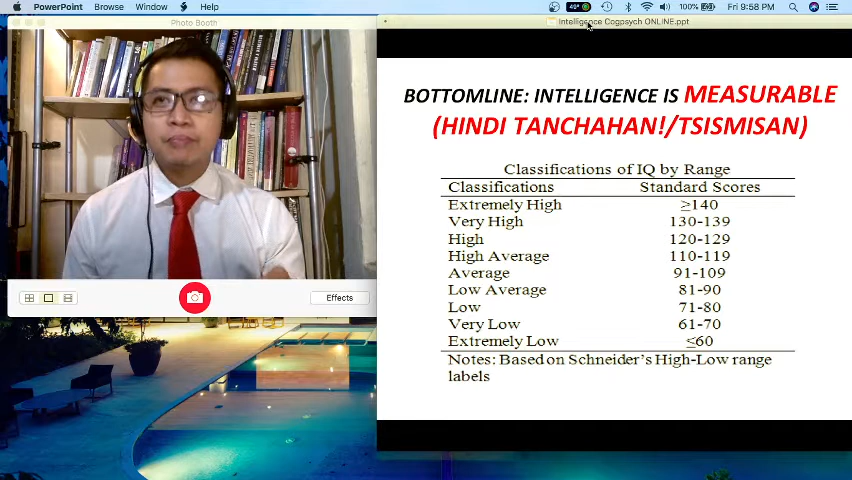 PowerPoint Browse Window Help
49° 100% Fri 9:58 PM
Photo Booth
Intelligence Cogpsych ONLINE.ppt
BOTTOMLINE: INTELLIGENCE IS MEASURABLE
(HINDI TANCHAHAN!/TSISMISAN)
Classifications of IQ by Range
Classifications Standard Scores
Extremely High ≥140
Very High 130-139
High 120-129
High Average 110-119
Average 91-109
Low Average 81-90
Low 71-80
Very Low 61-70
Extremely Low ≤60
Notes: Based on Schneider's High-Low range
labels
Effects